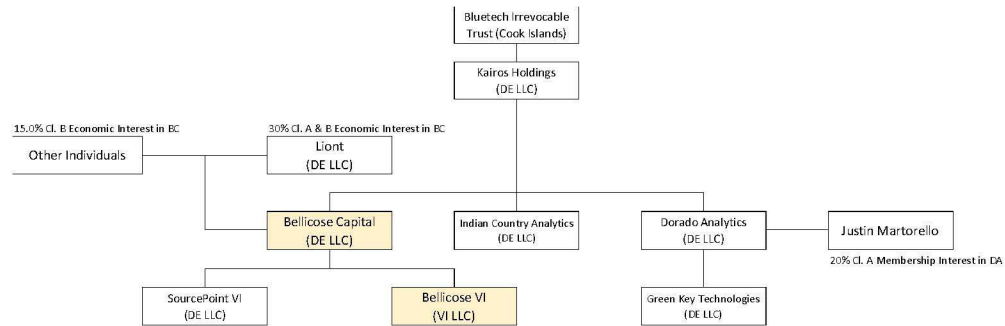 Bluetech Irrevocable
Trust (Cook Islands)
Kairos Holdings
(DE LLC)
15.0% Cl. B Economic Interest in BC
30% Cl. A & B Economic Interest in BC
Other Individuals
Liont
(DE LLC)
Bellicose Capital
(DE LLC)
Indian Country Analytics
(DE LLC)
Dorado Analytics
(DE LLC)
Justin Martorello
20% Cl. A Membership Interest in DA
SourcePoint VI
(DE LLC)
Bellicose VI
(VI LLC)
Green Key Technologies
(DE LLC)